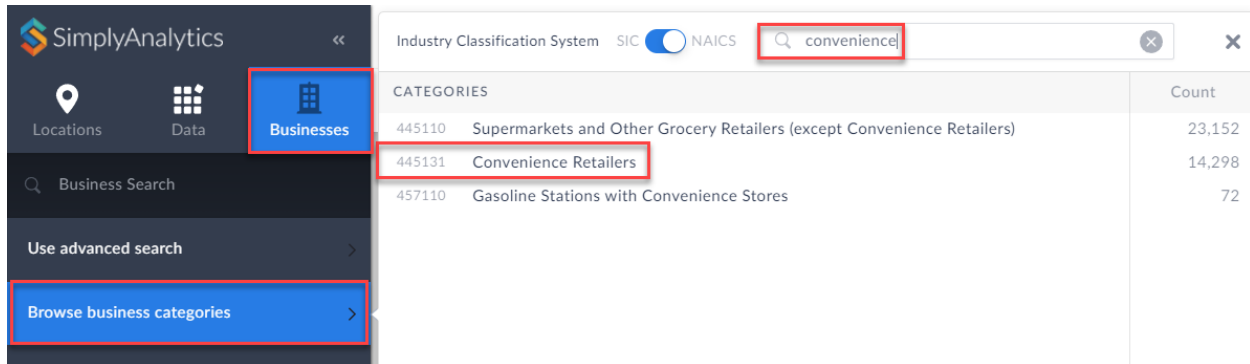 SimplyAnalytics «
Locations Data Businesses
Business Search
Use advanced search
Browse business categories
Industry Classification System SIC NAICS convenience
CATEGORIES Count
445110 Supermarkets and Other Grocery Retailers (except Convenience Retailers) 23,152
445131 Convenience Retailers 14,298
457110 Gasoline Stations with Convenience Stores 72